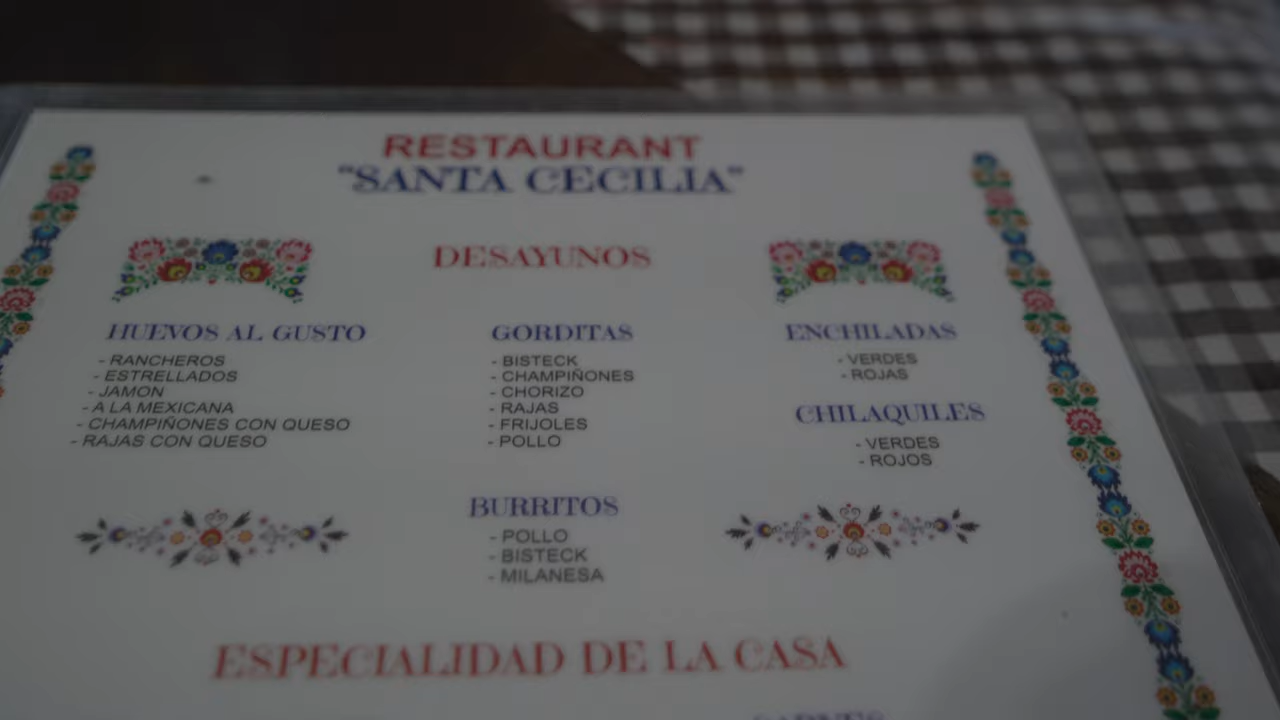 RESTAURANT
"SANTA CECILIA"
DESAYUNOS
HUEVOS AL GUSTO
- RANCHEROS
- ESTRELLADOS
- JAMON
- A LA MEXICANA
- CHAMPIÑONES CON QUESO
- RAJAS CON QUESO
GORDITAS
- BISTECK
- CHAMPIÑONES
- CHORIZO
- RAJAS
- FRIJOLES
- POLLO
ENCHILADAS
- VERDES
- ROJAS
CHILAQUILES
- VERDES
- ROJOS
BURRITOS
- POLLO
- BISTECK
- MILANESA
ESPECIALIDAD DE LA CASA